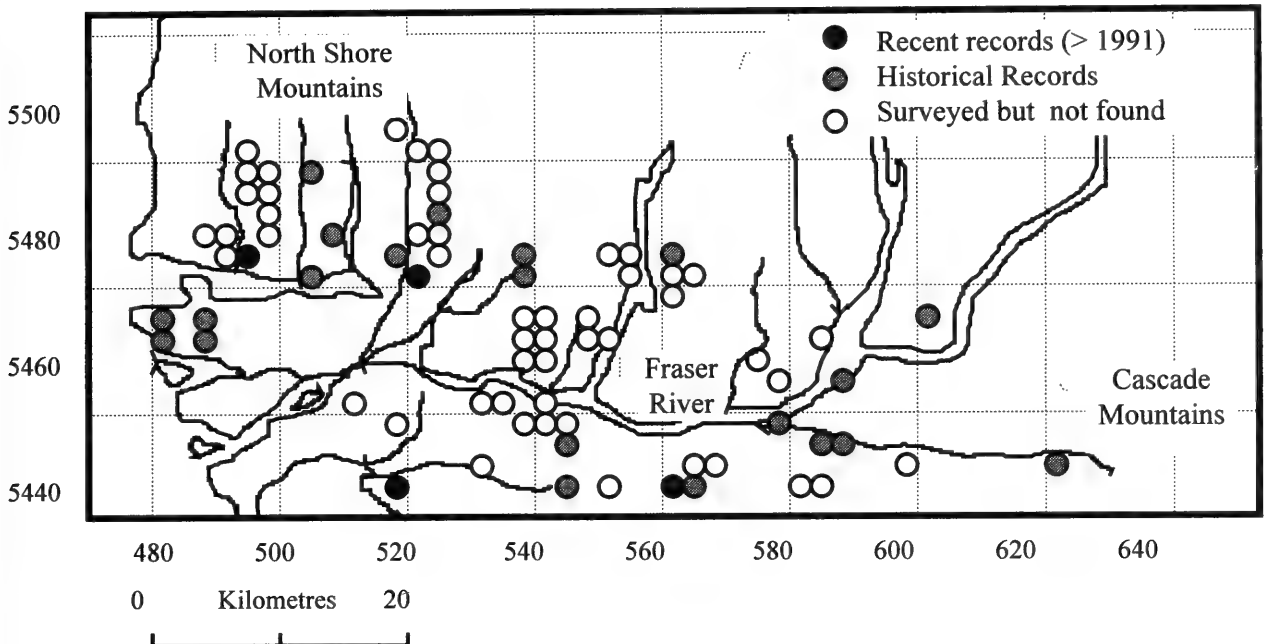 North Shore
Mountains
Recent records (> 1991)
Historical Records
Surveyed but not found
5500
5480
5460
5440
Fraser
River
Cascade
Mountains
480 500 520 540 560 580 600 620 640
0 Kilometres 20